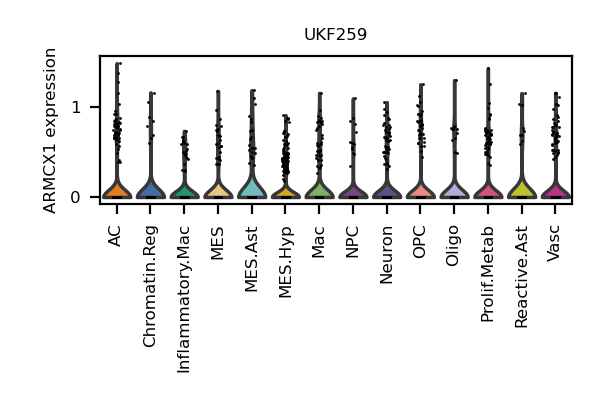 UKF259
ARMCX1 expression
1
0
AC
Chromatin.Reg
Inflammatory.Mac
MES
MES.Ast
MES.Hyp
Mac
NPC
Neuron
OPC
Oligo
Prolif.Metab
Reactive.Ast
Vasc